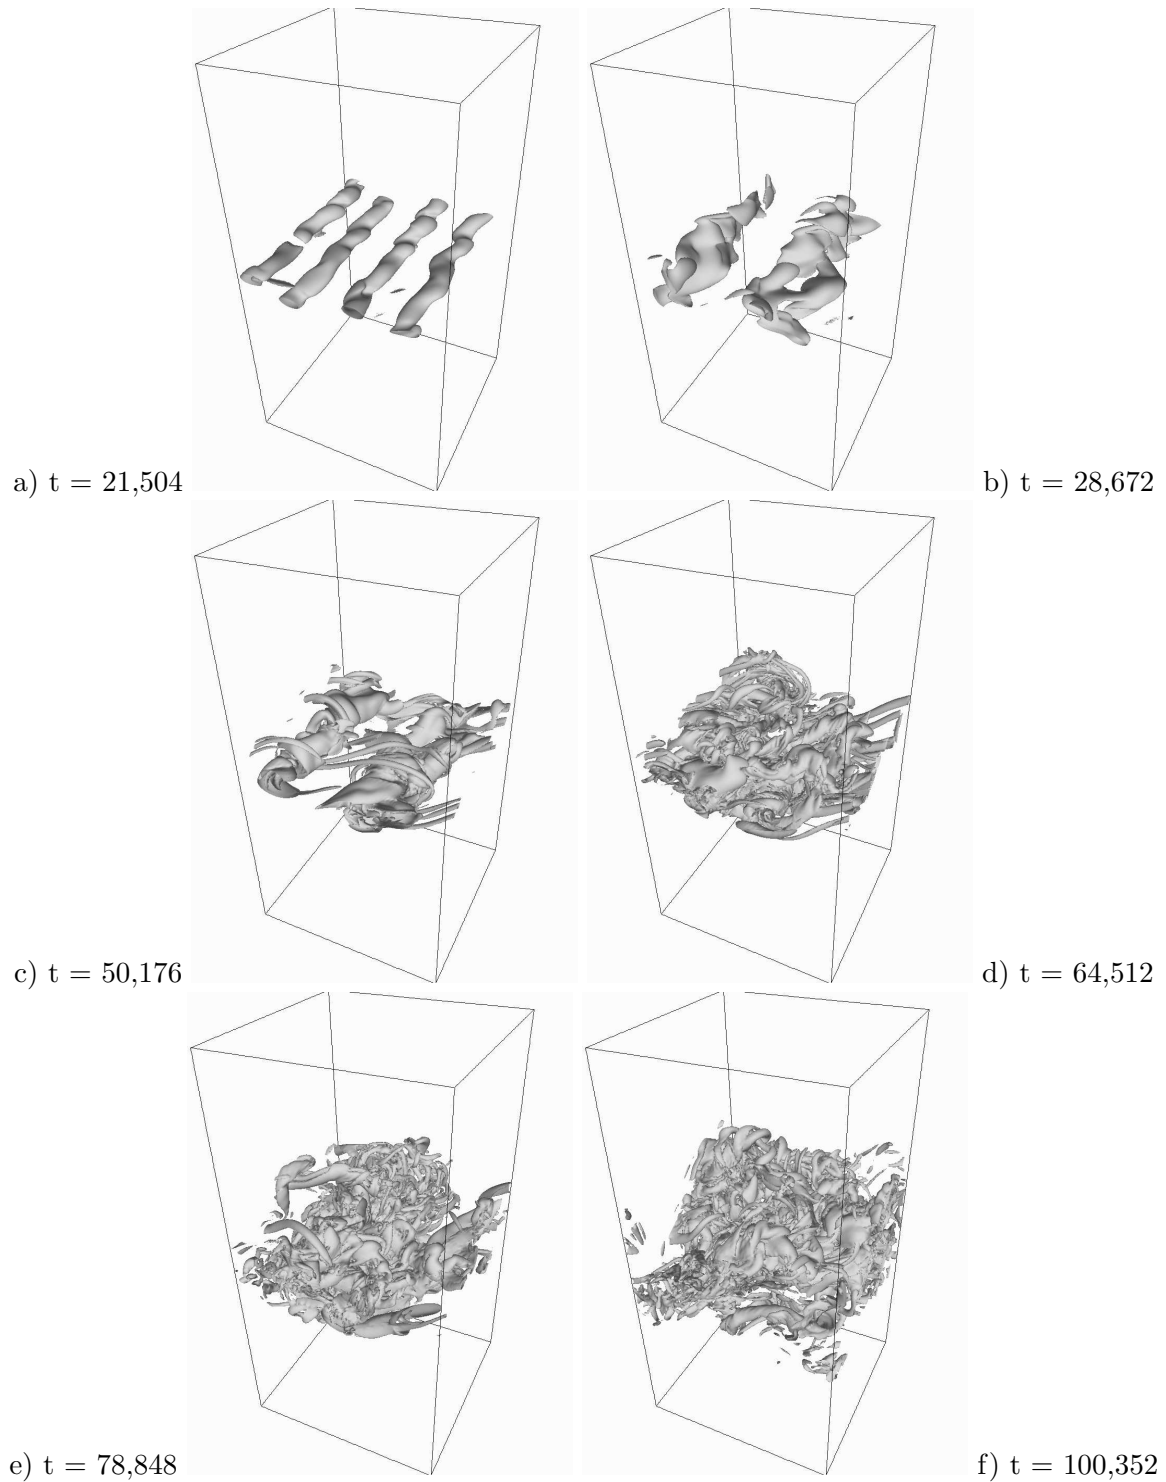 a) t = 21,504
b) t = 28,672
c) t = 50,176
d) t = 64,512
e) t = 78,848
f) t = 100,352